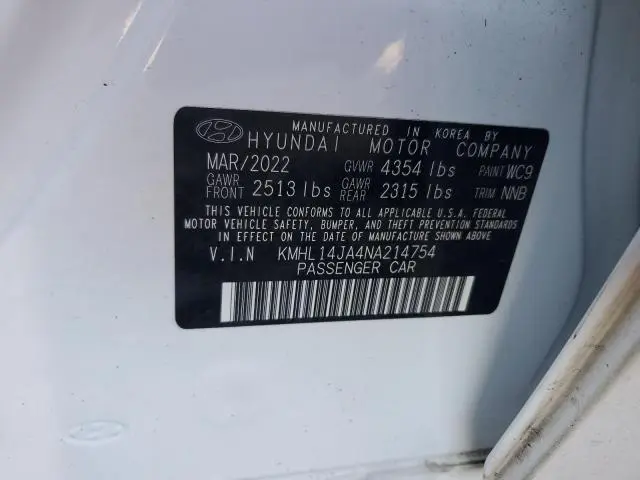 MANUFACTURED IN KOREA BY
HYUNDAI MOTOR COMPANY
MAR/2022 GVWR 4354 lbs PAINT WC9
GAWR FRONT 2513 lbs GAWR REAR 2315 lbs TRIM NNB
THIS VEHICLE CONFORMS TO ALL APPLICABLE U.S.A. FEDERAL
MOTOR VEHICLE SAFETY, BUMPER, AND THEFT PREVENTION STANDARDS
IN EFFECT ON THE DATE OF MANUFACTURE SHOWN ABOVE
V.I.N KMHL14JA4NA214754
PASSENGER CAR